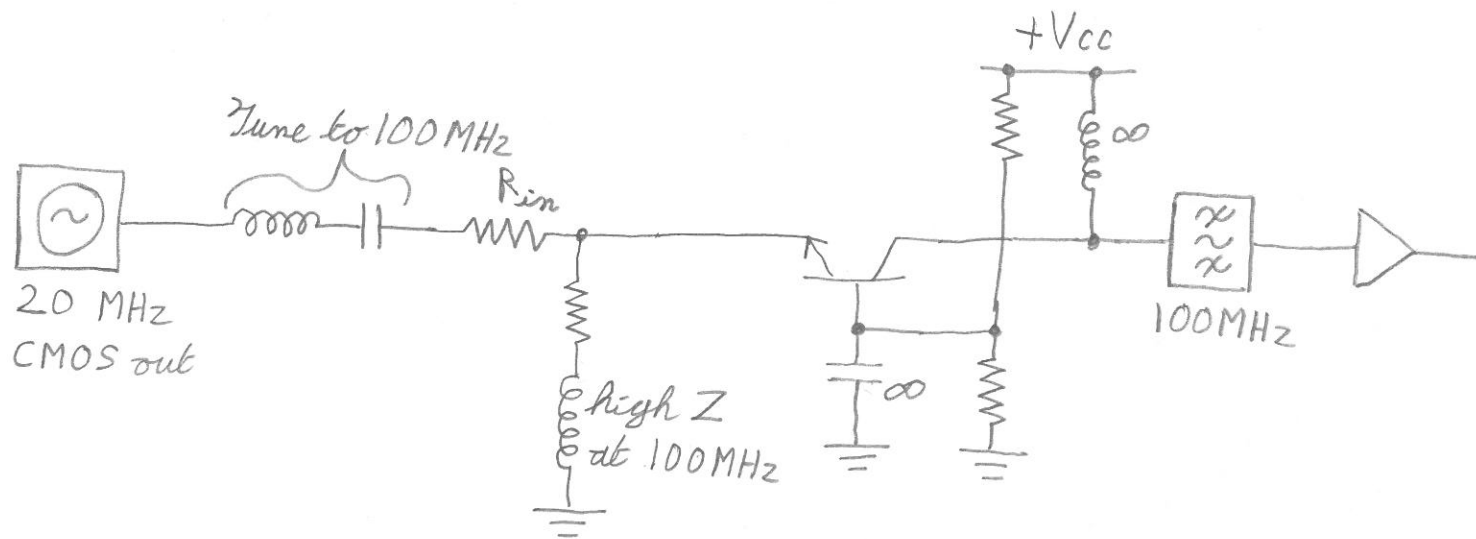 +Vcc
Tune to 100 MHz
Rin
∞
20 MHz
CMOS out
high Z
at 100MHz
∞
100MHz